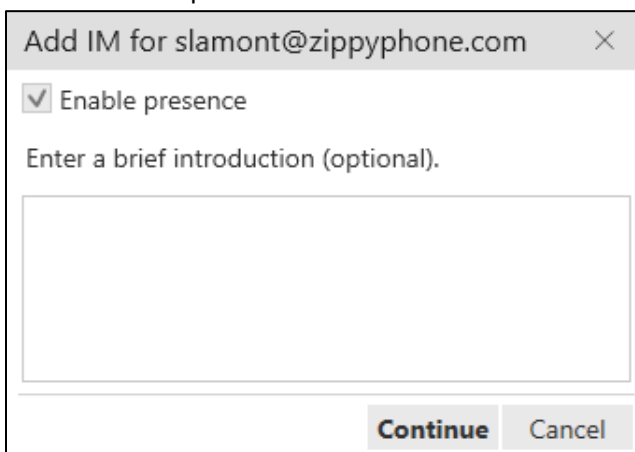 Add IM for slamont@zippyphone.com
Enable presence
Enter a brief introduction (optional).
Continue Cancel